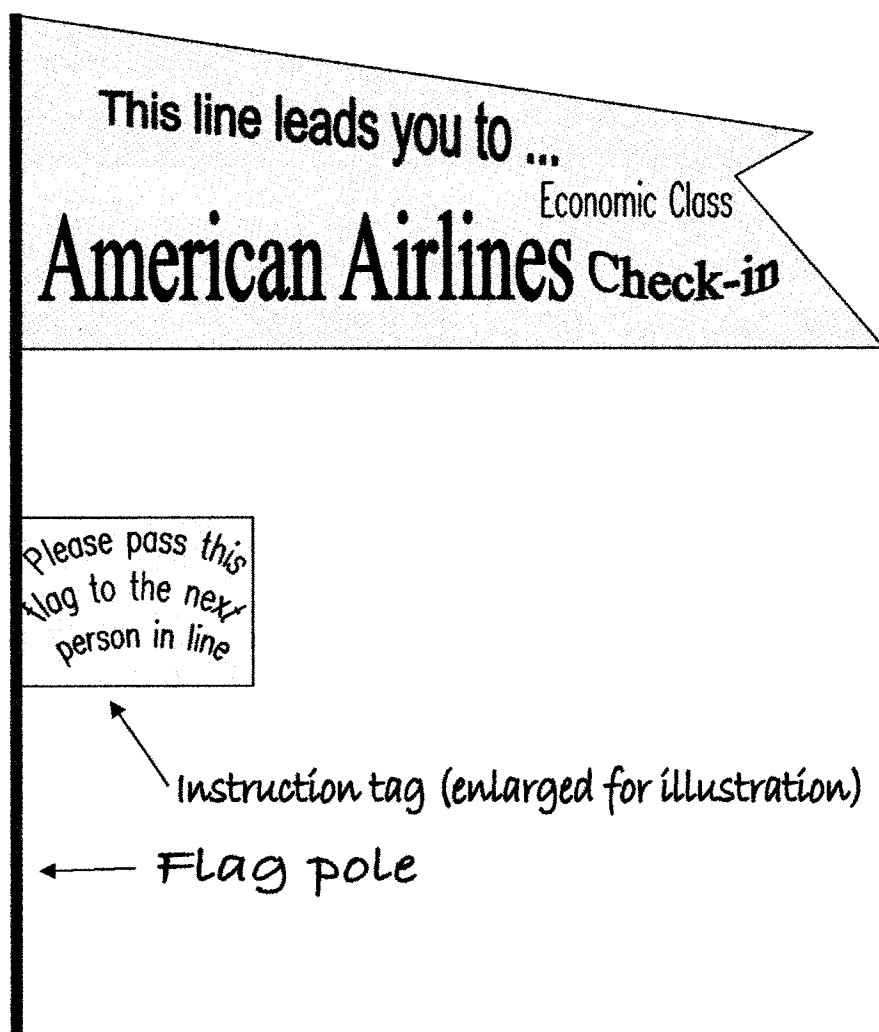 This line leads you to ...
Economic Class
American Airlines Check-in
Please pass this
flag to the next
person in line
Instruction tag (enlarged for illustration)
Flag pole